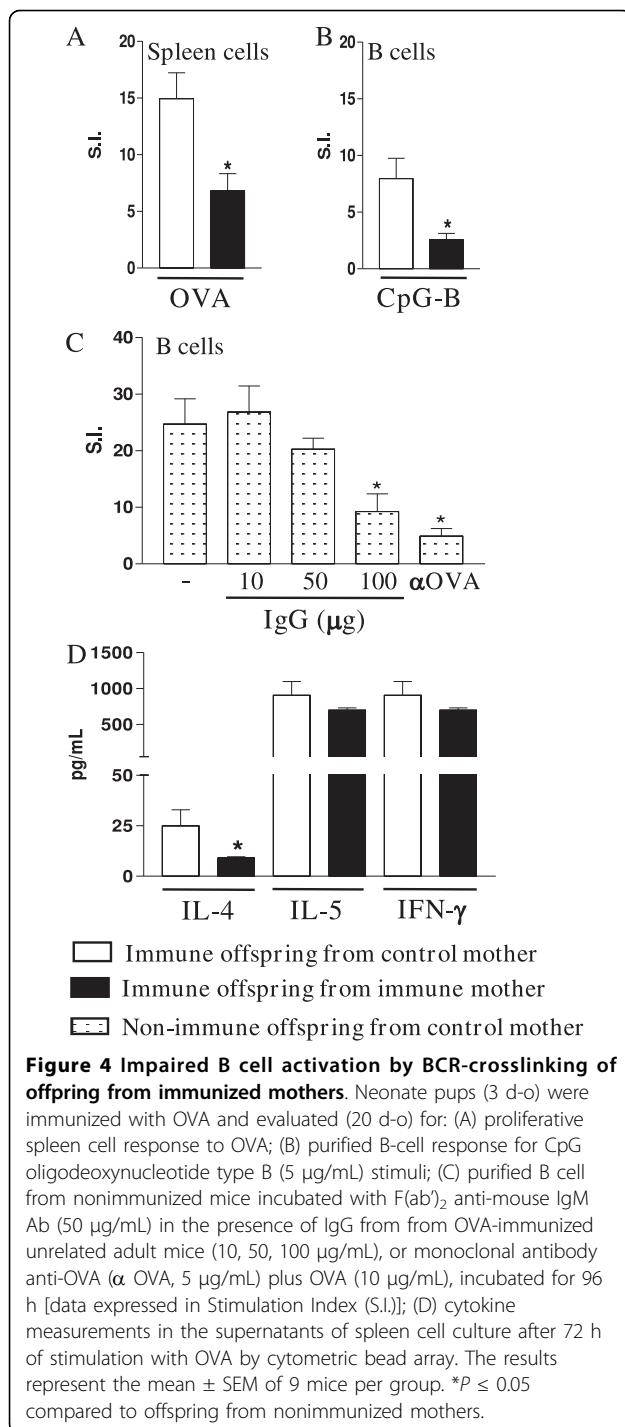 A
B
20
Spleen cells
15
S.I.
10
*
5
0
OVA
20
B cells
15
S.I.
10
5
*
0
CpG-B
C
40
B cells
30
S.I.
20
10
*
*
0
- 10 50 100 αOVA
IgG (μg)
D
1500
1000
500
pg/mL
50
25
*
0
IL-4 IL-5 IFN-γ
Immune offspring from control mother
Immune offspring from immune mother
Non-immune offspring from control mother
Figure 4 Impaired B cell activation by BCR-crosslinking of
offpring from immunized mothers. Neonate pups (3 d-o) were
immunized with OVA and evaluated (20 d-o) for: (A) proliferative
spleen cell response to OVA; (B) purified B-cell response for CpG
oligodeoxynucleotide type B (5 μg/mL) stimuli; (C) purified B cell
from nonimmunized mice incubated with F(ab')₂ anti-mouse IgM
Ab (50 μg/mL) in the presence of IgG from from OVA-immunized
unrelated adult mice (10, 50, 100 μg/mL), or monoclonal antibody
anti-OVA (α OVA, 5 μg/mL) plus OVA (10 μg/mL), incubated for 96
h [data expressed in Stimulation Index (S.I.)]; (D) cytokine
measurements in the supernatants of spleen cell culture after 72 h
of stimulation with OVA by cytometric bead array. The results
represent the mean ± SEM of 9 mice per group. *P ≤ 0.05
compared to offspring from nonimmunized mothers.